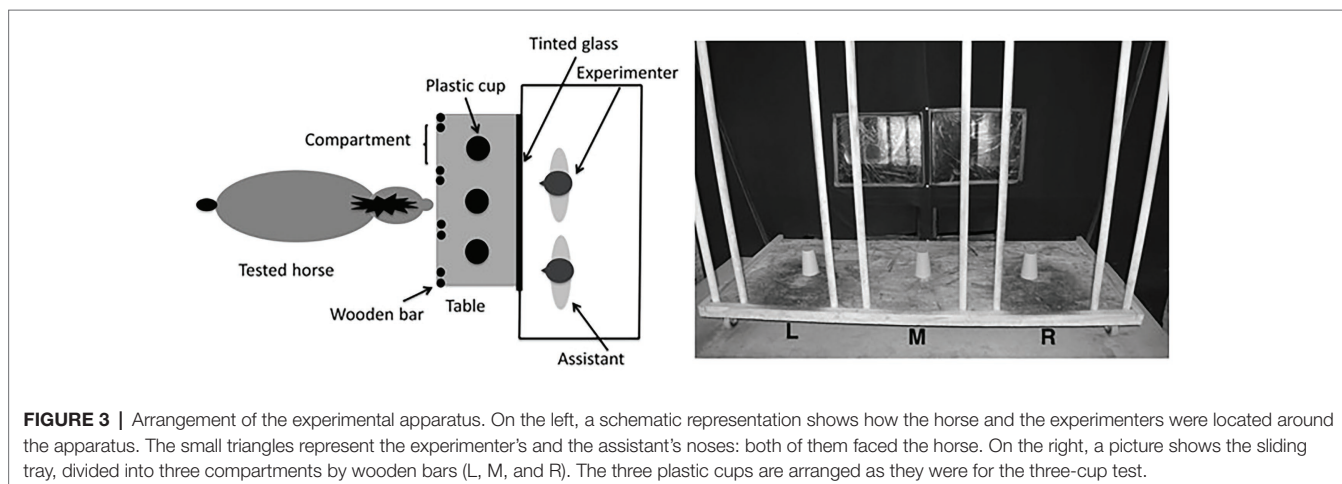 Tinted glass
Experimenter
Plastic cup
Compartment
Tested horse
Wooden bar
Table
Assistant
L M R
FIGURE 3 | Arrangement of the experimental apparatus. On the left, a schematic representation shows how the horse and the experimenters were located around
the apparatus. The small triangles represent the experimenter's and the assistant's noses: both of them faced the horse. On the right, a picture shows the sliding
tray, divided into three compartments by wooden bars (L, M, and R). The three plastic cups are arranged as they were for the three-cup test.